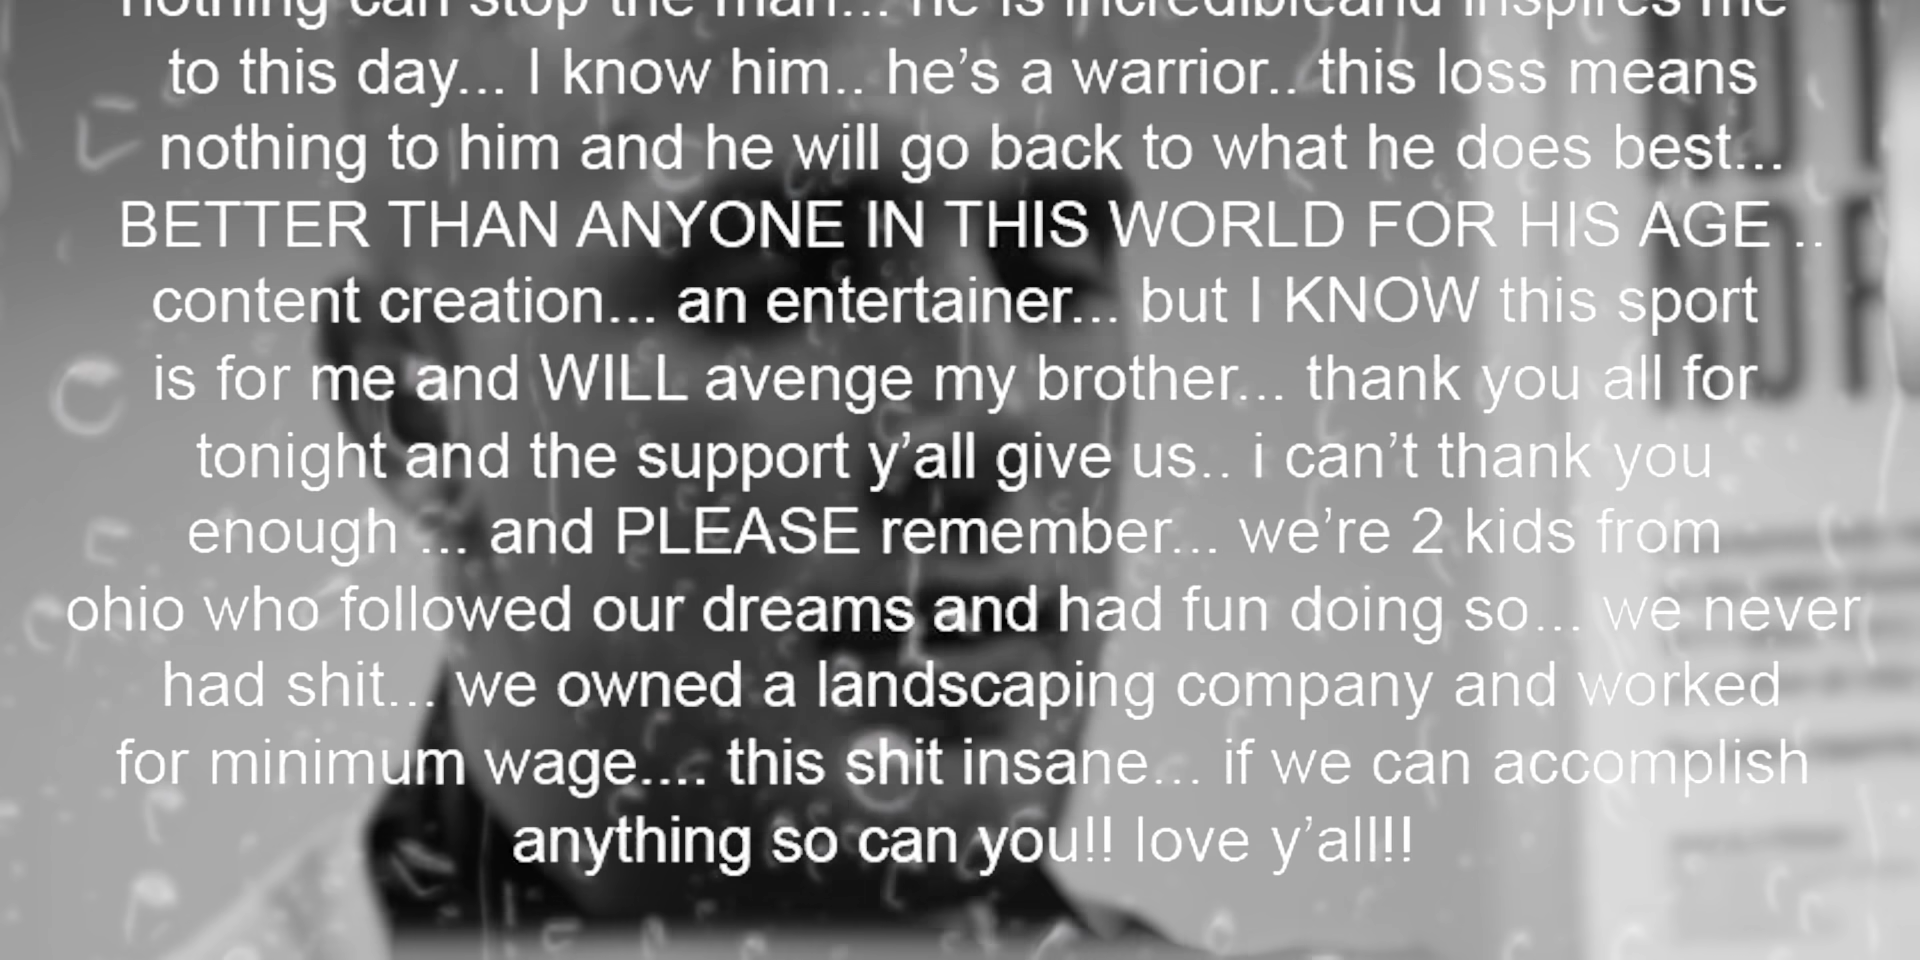 nothing can stop the man... he is incredibleand inspires me
to this day... I know him.. he’s a warrior.. this loss means
nothing to him and he will go back to what he does best...
BETTER THAN ANYONE IN THIS WORLD FOR HIS AGE ..
content creation... an entertainer... but I KNOW this sport
is for me and WILL avenge my brother... thank you all for
tonight and the support y’all give us.. i can’t thank you
enough ... and PLEASE remember... we’re 2 kids from
ohio who followed our dreams and had fun doing so... we never
had shit... we owned a landscaping company and worked
for minimum wage.... this shit insane... if we can accomplish
anything so can you!! love y’all!!